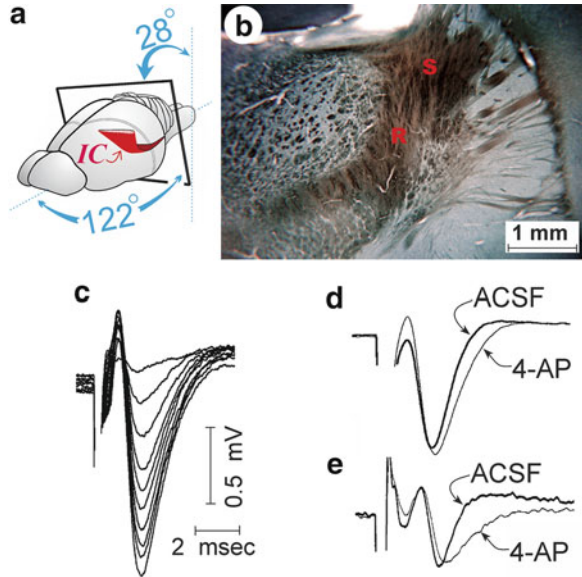 a
28°
IC
122°
b
S
R
1 mm
c
0.5 mV
2 msec
d
ACSF
4-AP
e
ACSF
4-AP